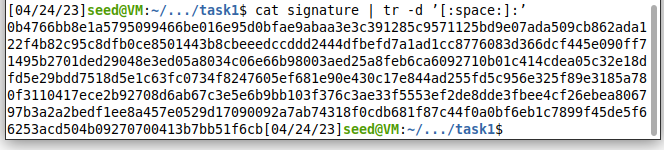 [04/24/23]seed@VM:~/.../task1$ cat signature | tr -d ’[:space:]:’
0b4766bb8e1a5795099466be016e95d0bfae9abaa3e3c391285c9571125bd9e07ada509cb862ada1
22f4b82c95c8dfb0ce8501443b8cbeeedccddd2444dfbefd7a1ad1cc8776083d366dcf445e090ff7
1495b2701ded29048e3ed05a8034c06e66b98003aed25a8feb6ca6092710b01c414cdea05c32e18d
fd5e29bdd7518d5e1c63fc0734f8247605ef681e90e430c17e844ad255fd5c956e325f89e3185a78
0f3110417ece2b92708d6ab67c3e5e6b9bb103f376c3ae33f5553ef2de8dde3fbee4cf26ebea8067
97b3a2a2bedf1ee8a457e0529d17090092a7ab74318f0cdb681f87c44f0a0bf6eb1c7899f45de5f6
6253acd504b09270700413b7bb51f6cb[04/24/23]seed@VM:~/.../task1$